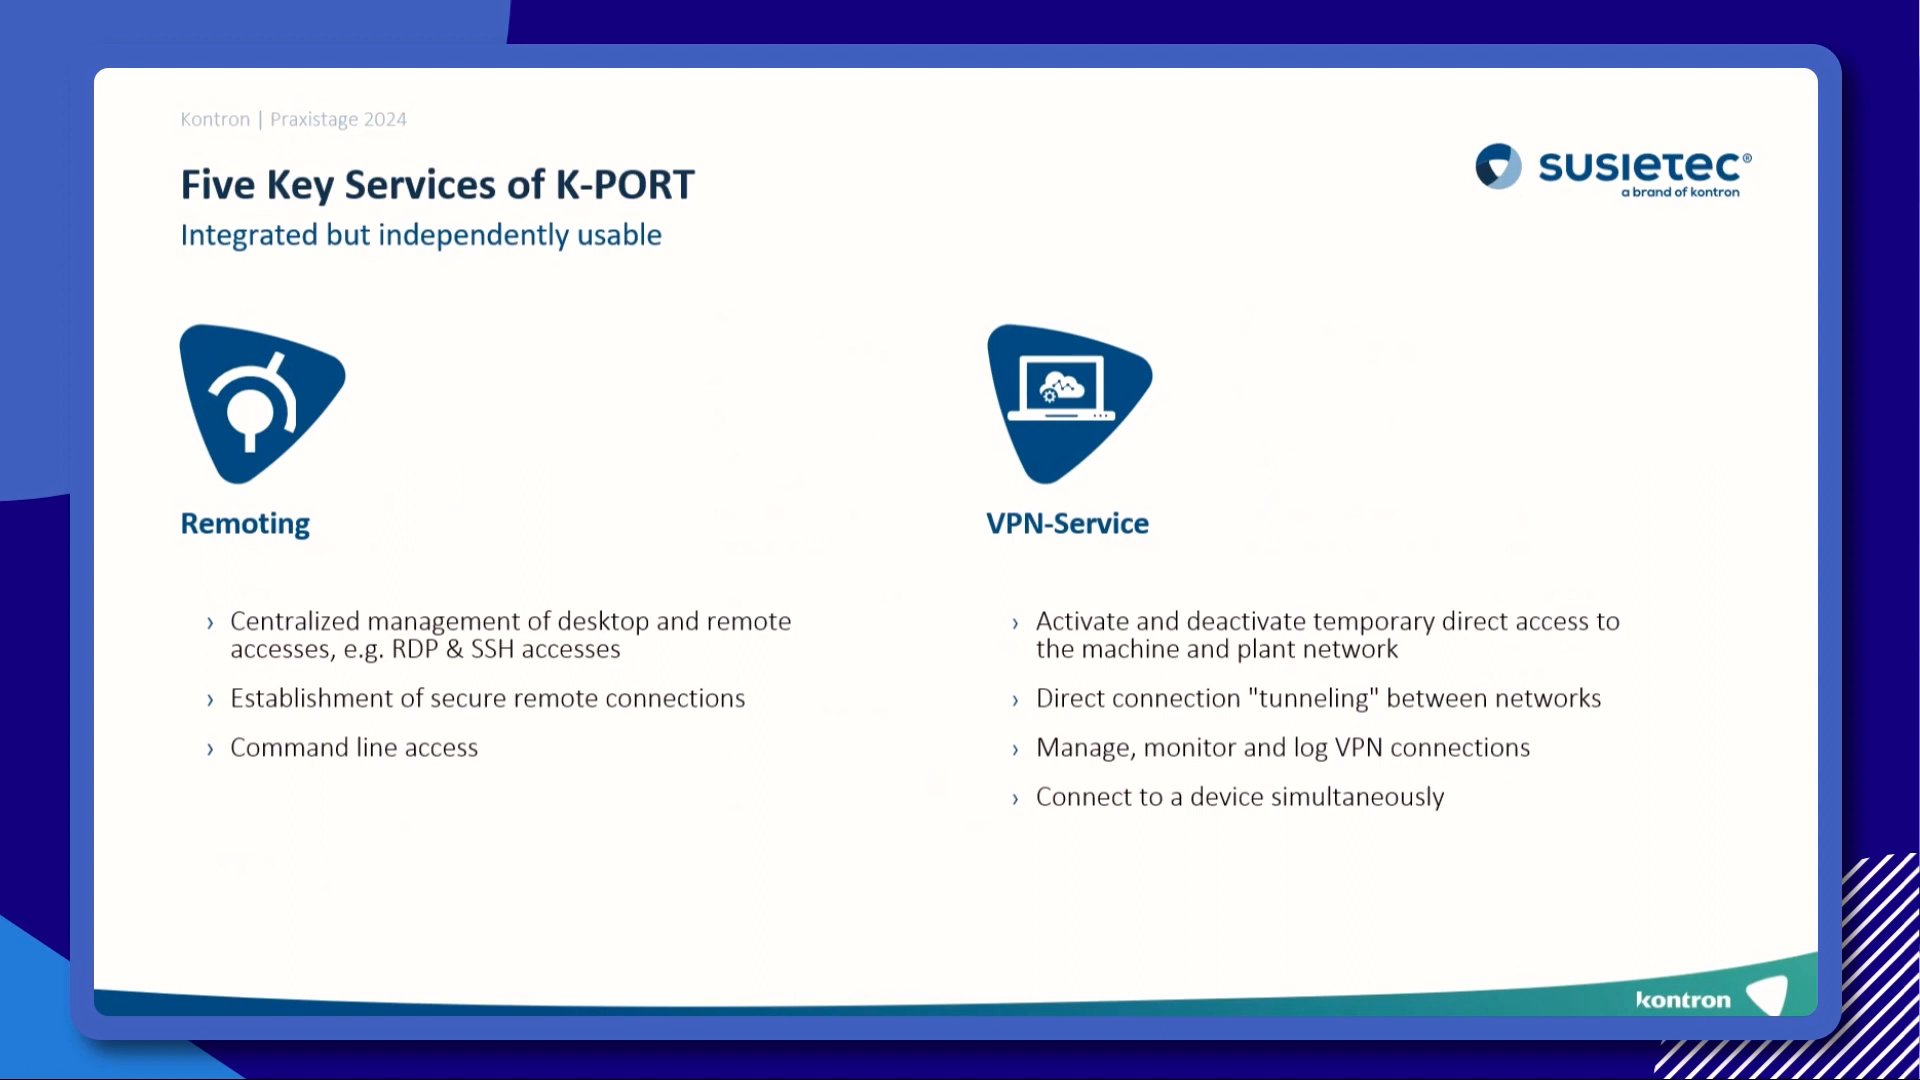 Kontron | Praxistage 2024
Five Key Services of K-PORT
Integrated but independently usable
susietec®
a brand of kontron
Remoting
› Centralized management of desktop and remote
accesses, e.g. RDP & SSH accesses
› Establishment of secure remote connections
› Command line access
VPN-Service
› Activate and deactivate temporary direct access to
the machine and plant network
› Direct connection "tunneling" between networks
› Manage, monitor and log VPN connections
› Connect to a device simultaneously
kontron